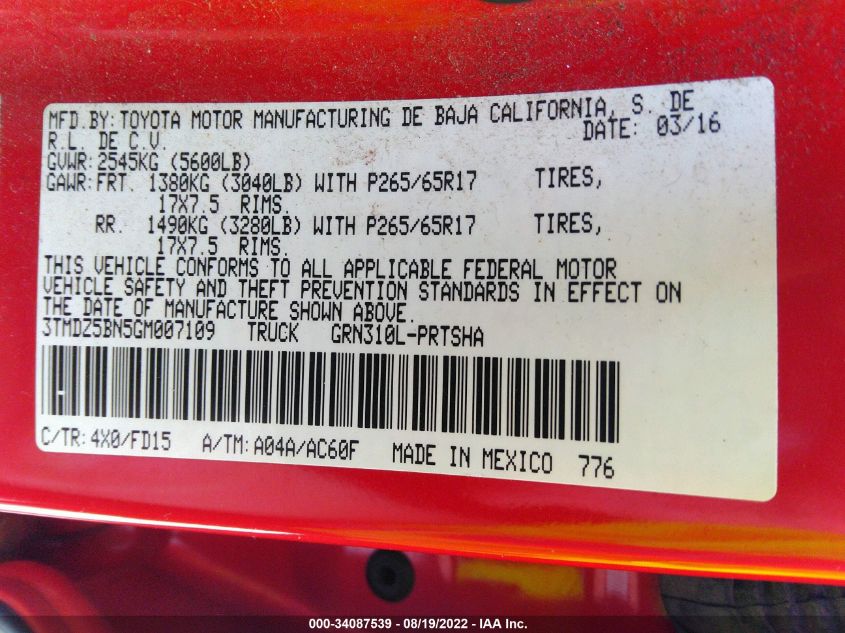 MFD.BY:TOYOTA MOTOR MANUFACTURING DE BAJA CALIFORNIA, S. DE
R.L. DE C.V. DATE: 03/16
GVWR:2545KG (5600LB)
GAWR:FRT. 1380KG (3040LB) WITH P265/65R17 TIRES,
17X7.5 RIMS.
RR. 1490KG (3280LB) WITH P265/65R17 TIRES,
17X7.5 RIMS.
THIS VEHICLE CONFORMS TO ALL APPLICABLE FEDERAL MOTOR
VEHICLE SAFETY AND THEFT PREVENTION STANDARDS IN EFFECT ON
THE DATE OF MANUFACTURE SHOWN ABOVE.
3TMDZ5BN5GM007109 TRUCK GRN310L-PRTSHA
C/TR:4X0/FD15 A/TM:A04A/AC60F MADE IN MEXICO 776
000-34087539 - 08/19/2022 - IAA Inc.